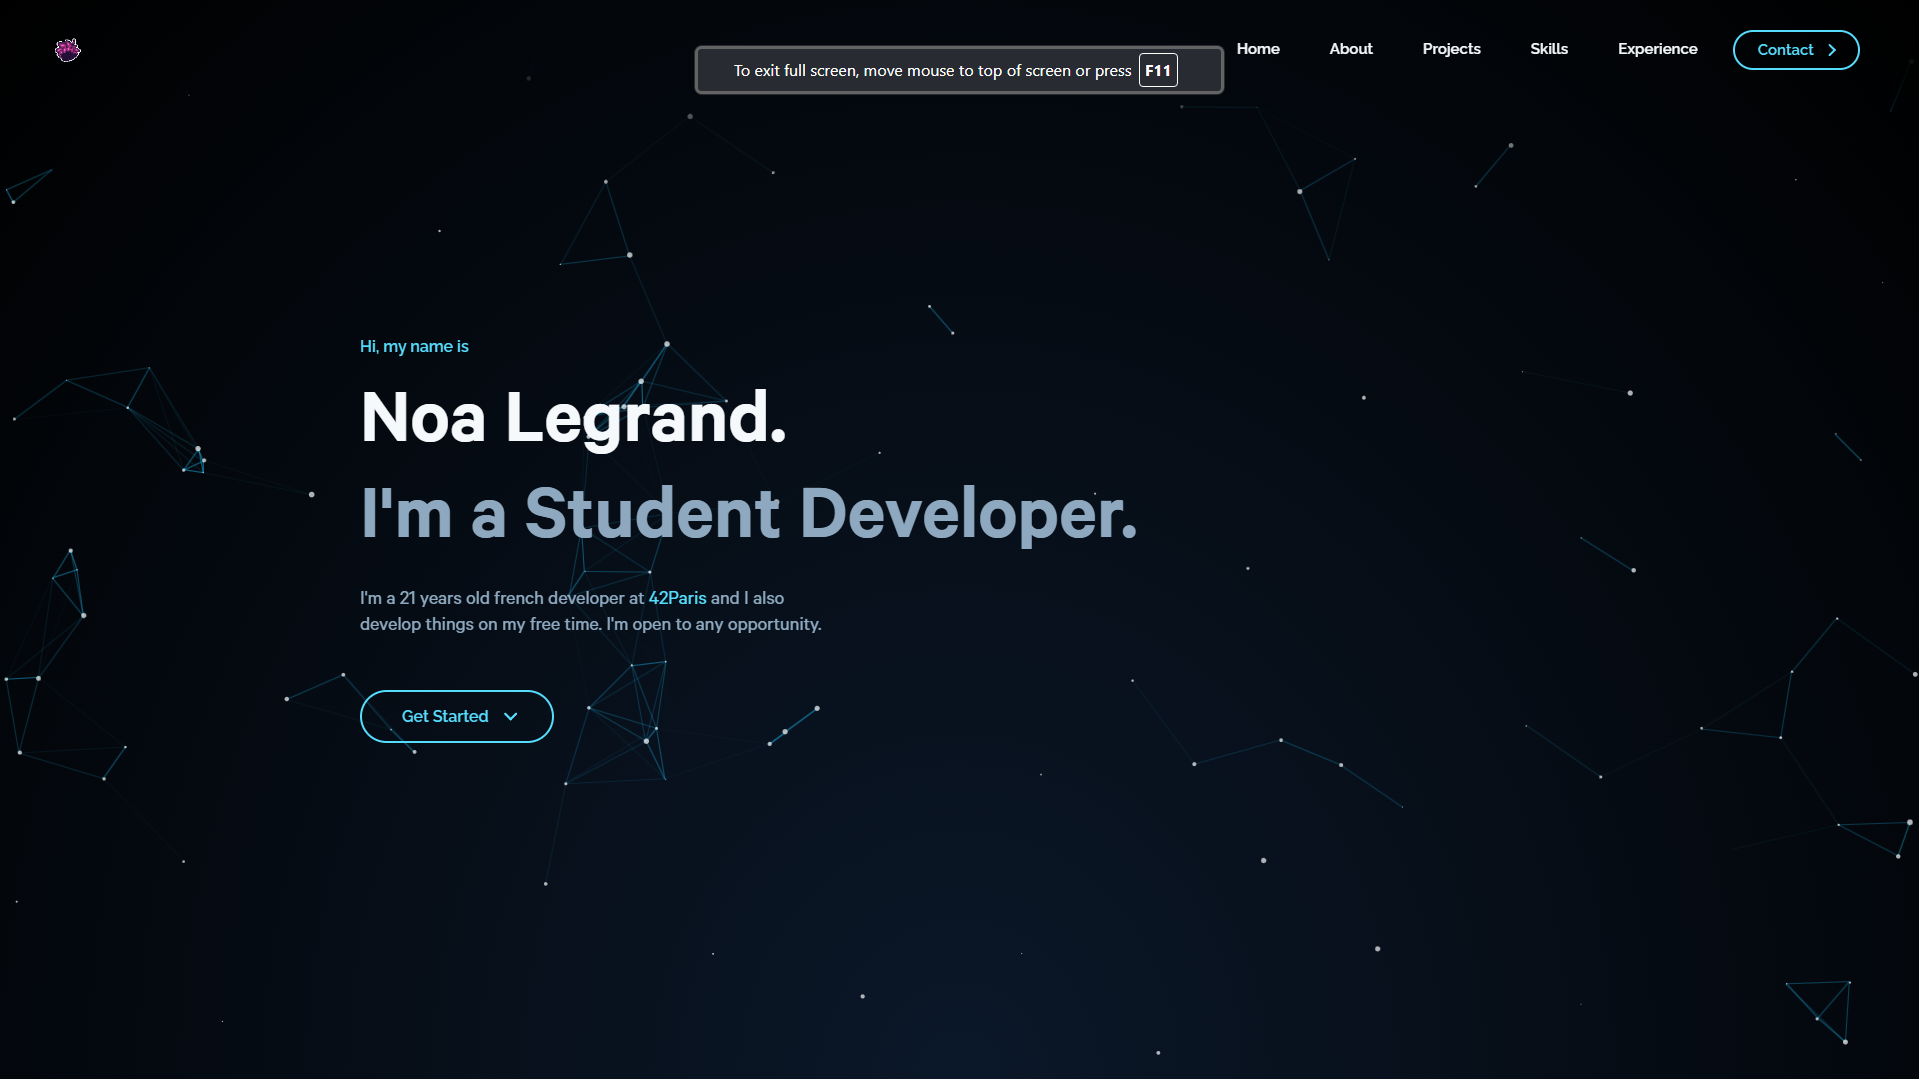 Home
About
Projects
Skills
Experience
Contact
To exit full screen, move mouse to top of screen or press F11
Hi, my name is
Noa Legrand.
I'm a Student Developer.
I'm a 21 years old french developer at 42Paris and I also
develop things on my free time. I'm open to any opportunity.
Get Started